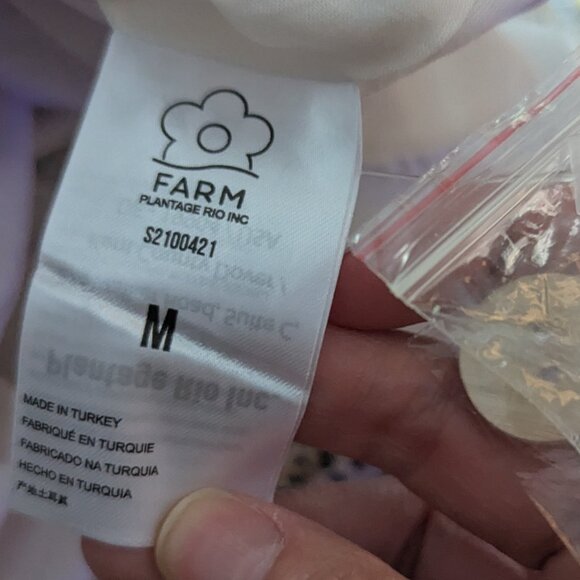 FARM
PLANTAGE RIO INC
S2100421
M
MADE IN TURKEY
FABRIQUÉ EN TURQUIE
FABRICADO NA TURQUIA
HECHO EN TURQUIA
产地土耳其